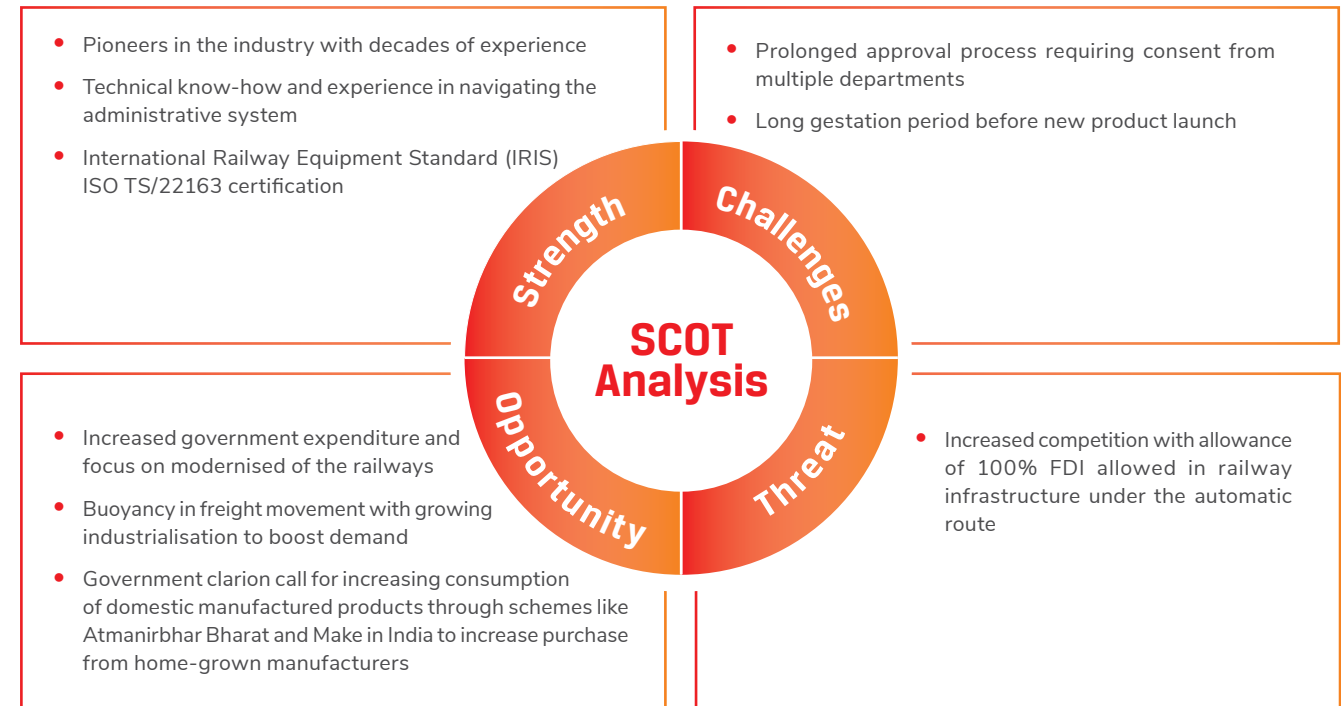 • Pioneers in the industry with decades of experience
• Technical know-how and experience in navigating the
administrative system
• International Railway Equipment Standard (IRIS)
ISO TS/22163 certification
• Prolonged approval process requiring consent from
multiple departments
• Long gestation period before new product launch
Strength
Challenges
SCOT
Analysis
Opportunity
Threat
• Increased government expenditure and
focus on modernised of the railways
• Buoyancy in freight movement with growing
industrialisation to boost demand
• Government clarion call for increasing consumption
of domestic manufactured products through schemes like
Atmanirbhar Bharat and Make in India to increase purchase
from home-grown manufacturers
• Increased competition with allowance
of 100% FDI allowed in railway
infrastructure under the automatic
route